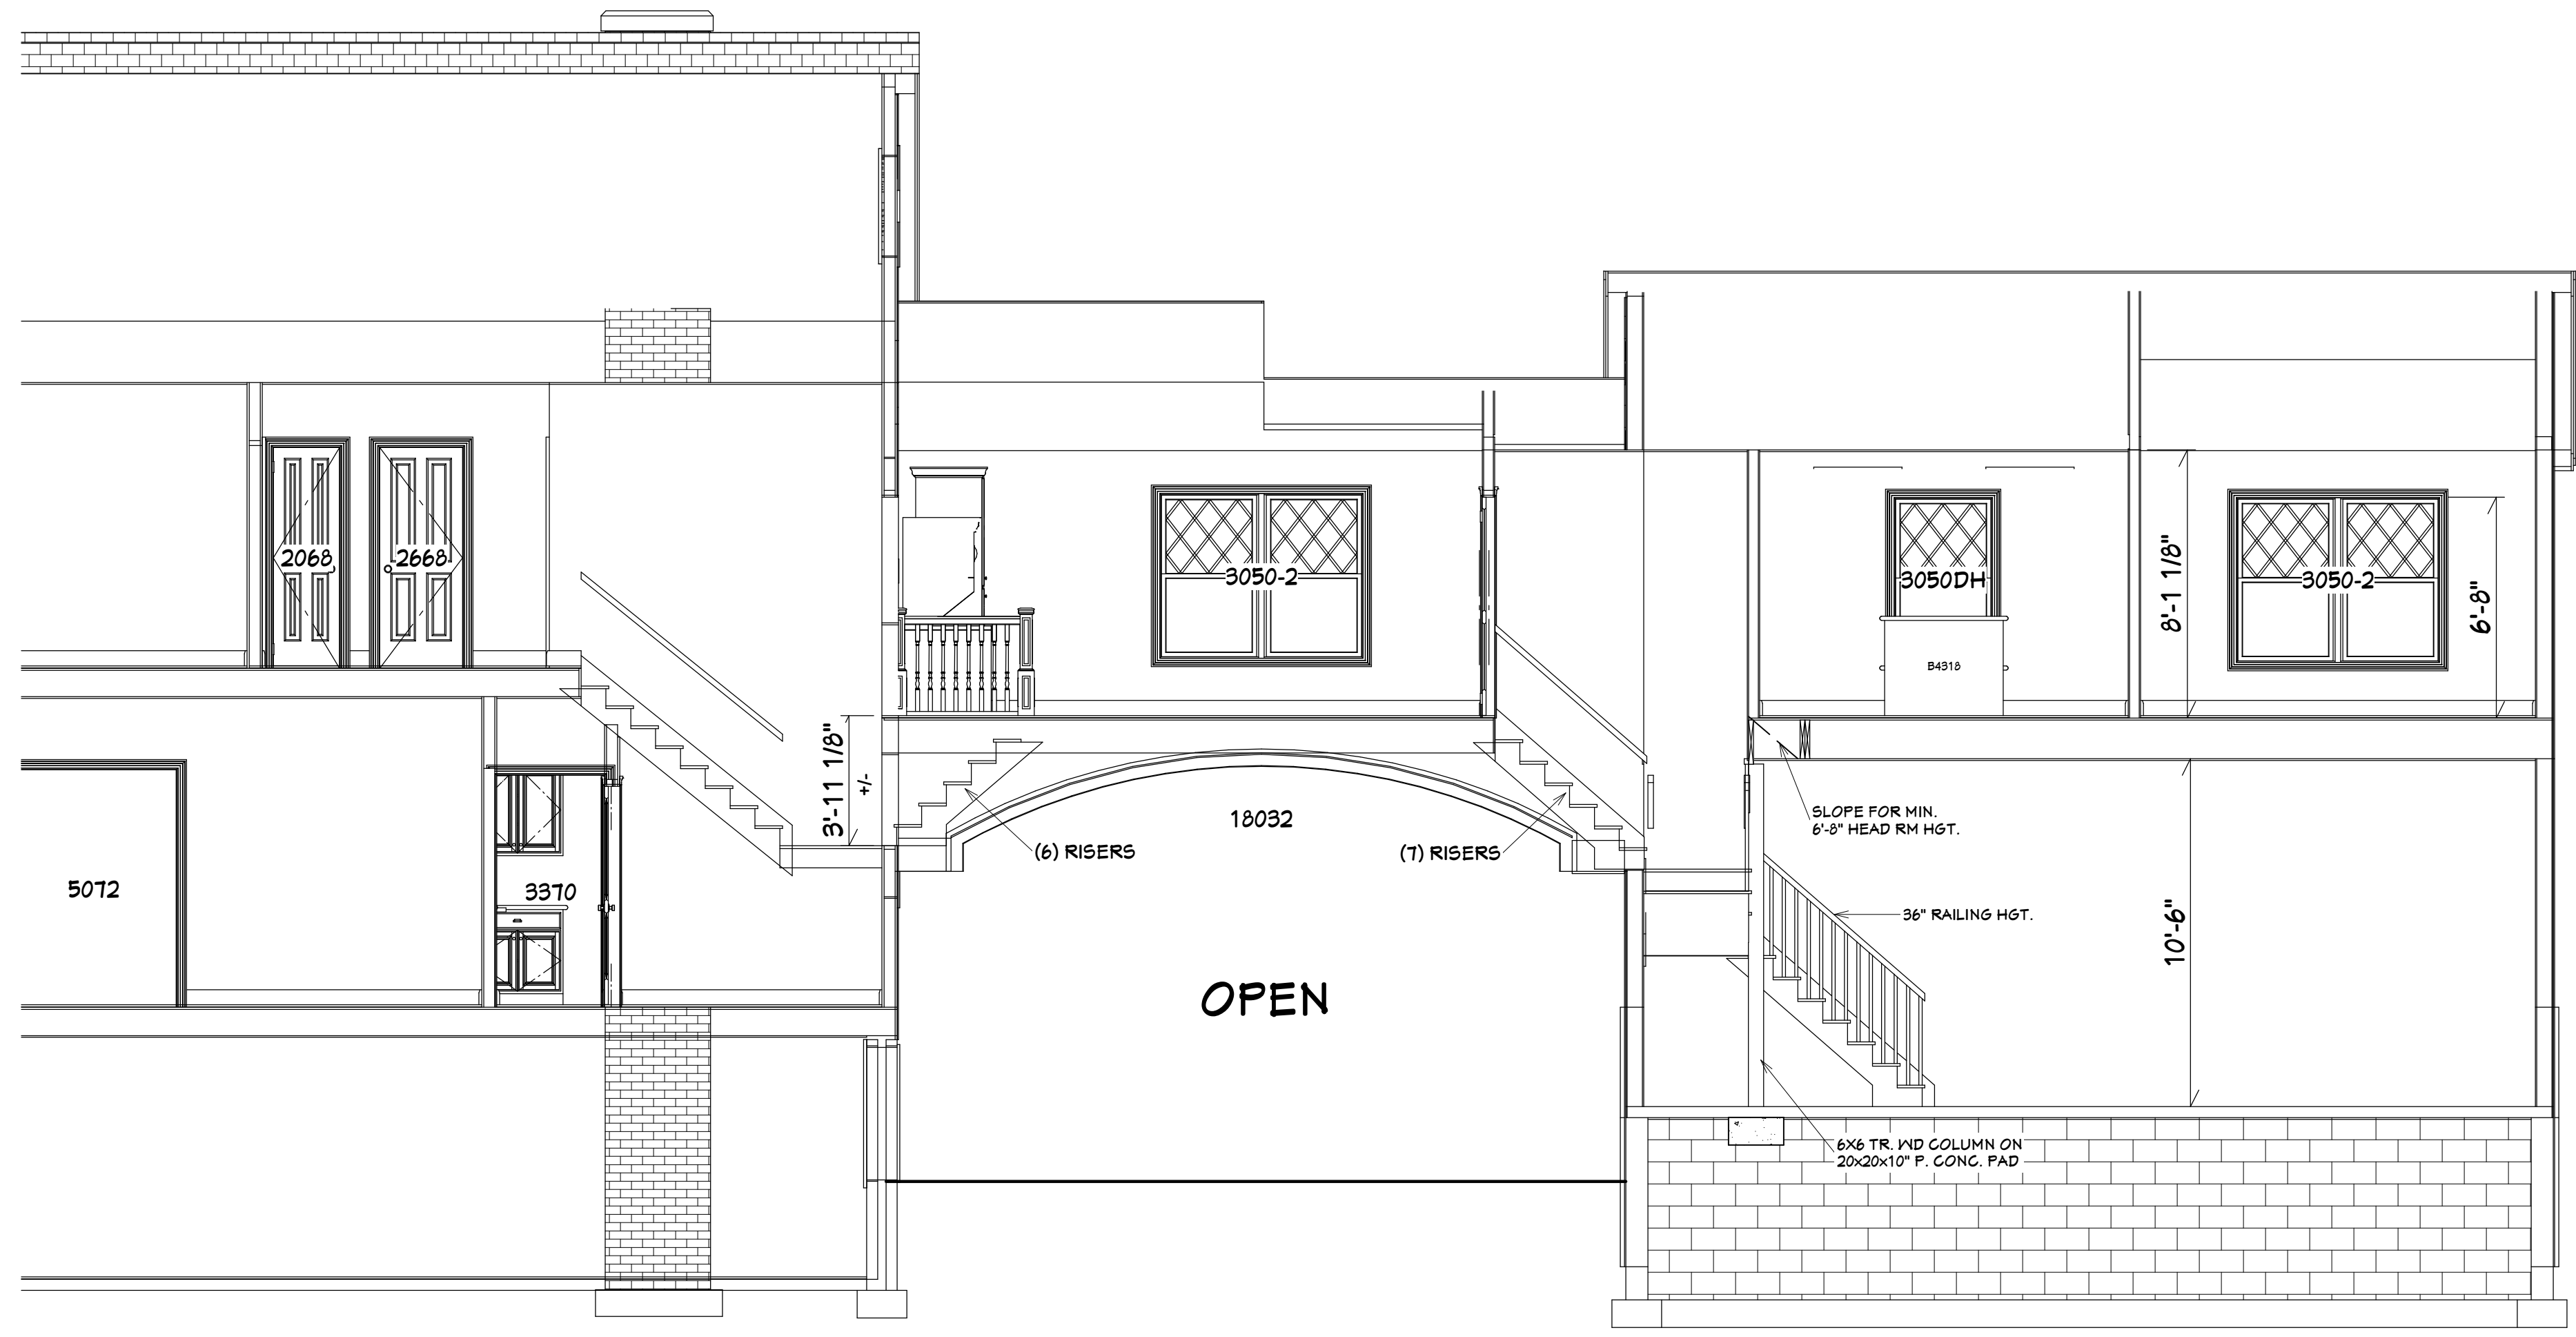 2068
2668
3050-2
3050DH
3050-2
8'-1 1/8"
6'-8"
B4318
3'-11 1/8"
+/-
18032
(6) RISERS
(7) RISERS
SLOPE FOR MIN.
6'-8" HEAD RM HGT.
5072
3370
36" RAILING HGT.
10'-6"
OPEN
6X6 TR. WD COLUMN ON
20x20x10" P. CONC. PAD